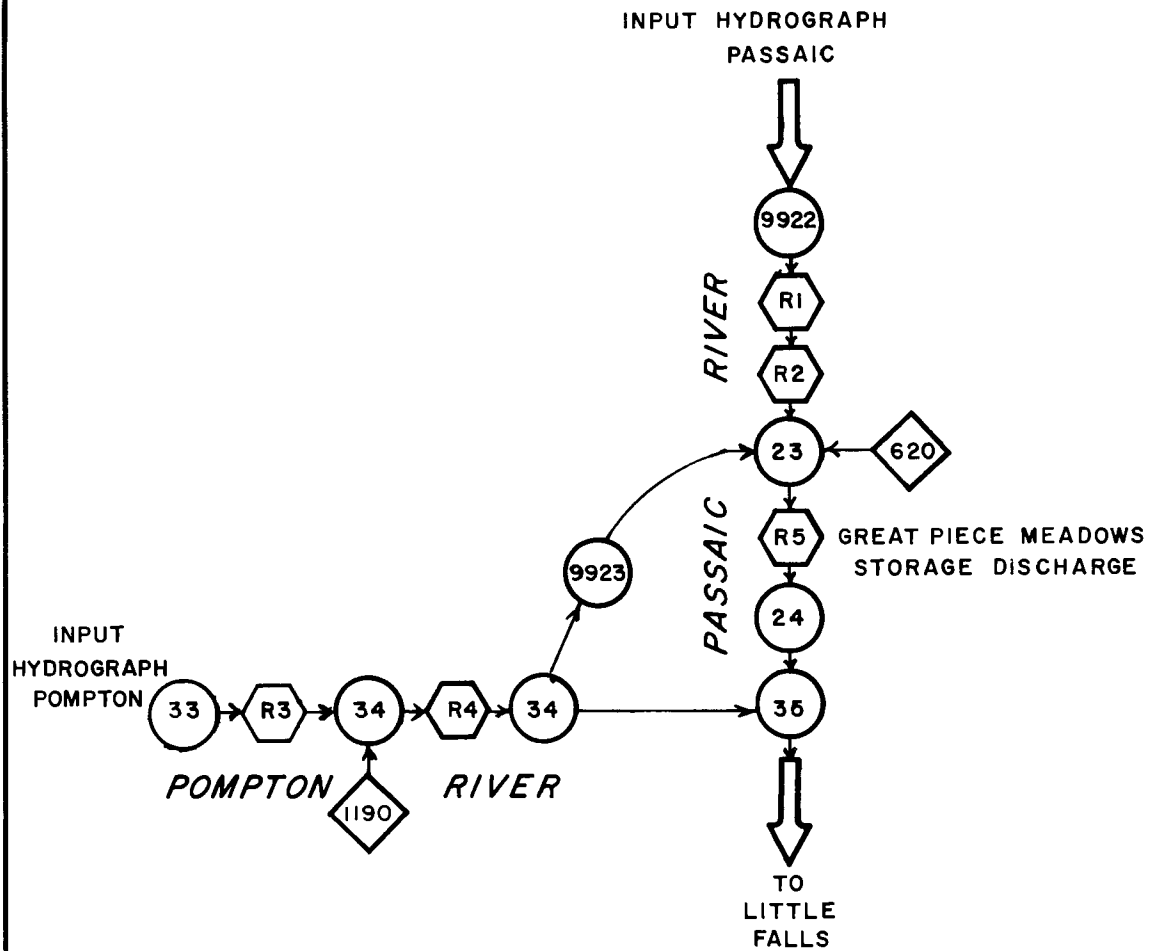 INPUT HYDROGRAPH
PASSAIC
9922
R1
RIVER
R2
23
620
PASSAIC
R5
GREAT PIECE MEADOWS
STORAGE DISCHARGE
9923
24
INPUT
HYDROGRAPH
POMPTON
33
R3
34
R4
34
35
POMPTON RIVER
1190
TO
LITTLE
FALLS